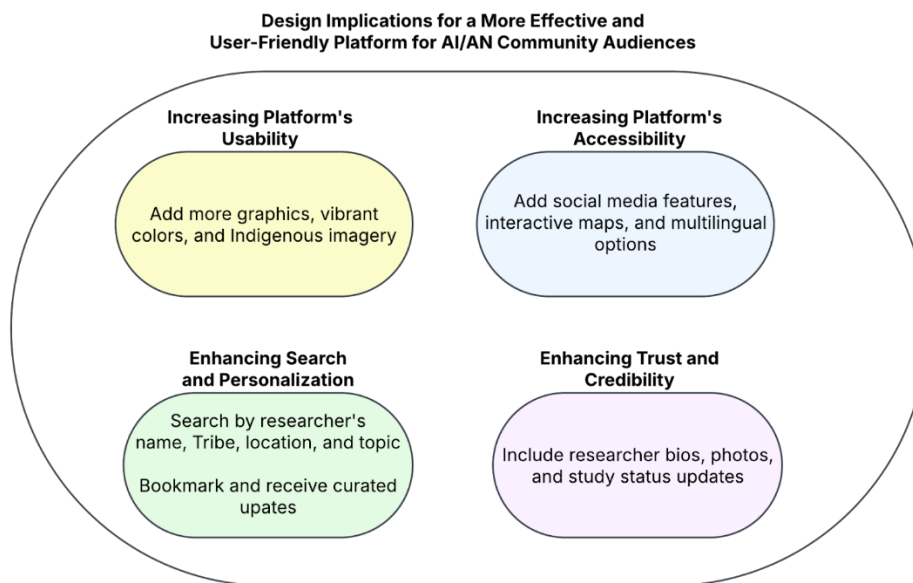 Design Implications for a More Effective and
User-Friendly Platform for AI/AN Community Audiences
Increasing Platform's
Usability
Add more graphics, vibrant
colors, and Indigenous imagery
Increasing Platform's
Accessibility
Add social media features,
interactive maps, and multilingual
options
Enhancing Search
and Personalization
Search by researcher's
name, Tribe, location, and topic
Bookmark and receive curated
upates
Enhancing Trust and
Credibility
Include researcher bios, photos,
and study status updates